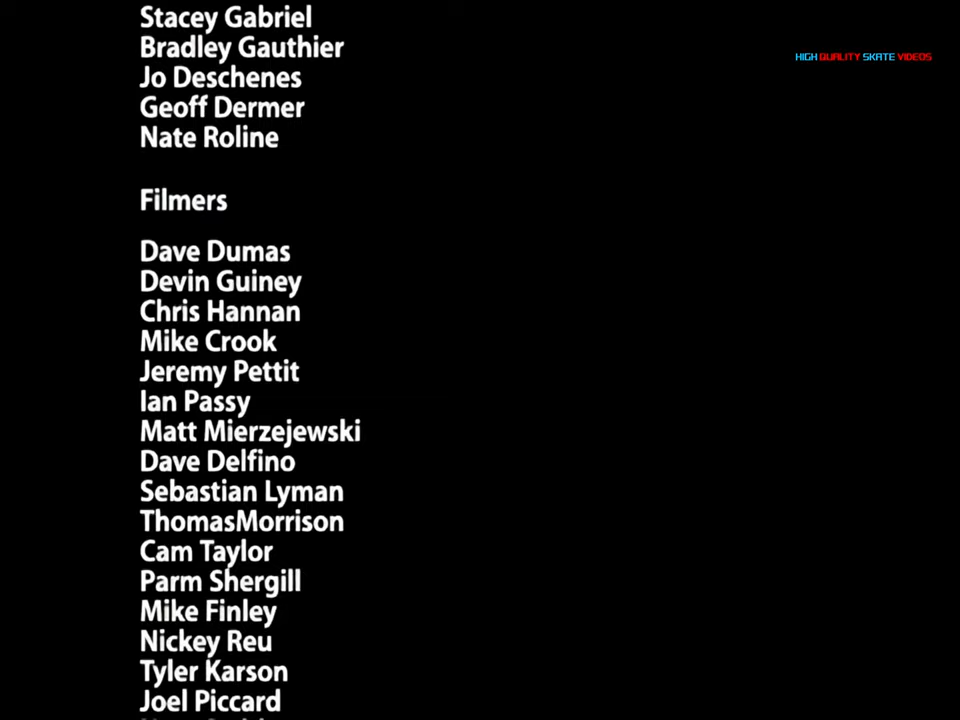 Stacey Gabriel
Bradley Gauthier
HIGH QUALITY SKATE VIDEOS
Jo Deschenes
Geoff Dermer
Nate Roline
Filmers
Dave Dumas
Devin Guiney
Chris Hannan
Mike Crook
Jeremy Pettit
Ian Passy
Matt Mierzejewski
Dave Delfino
Sebastian Lyman
ThomasMorrison
Cam Taylor
Parm Shergill
Mike Finley
Nickey Reu
Tyler Karson
Joel Piccard